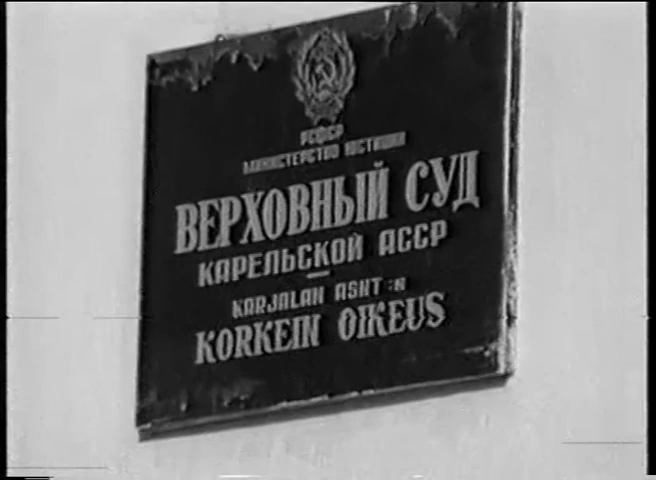 РСФСР
МИНИСТЕРСТВО ЮСТИЦИИ
ВЕРХОВНЫЙ СУД
КАРЕЛЬСКОЙ АССР
KARJALAN ASNT:N
KORKEIN OIKEUS